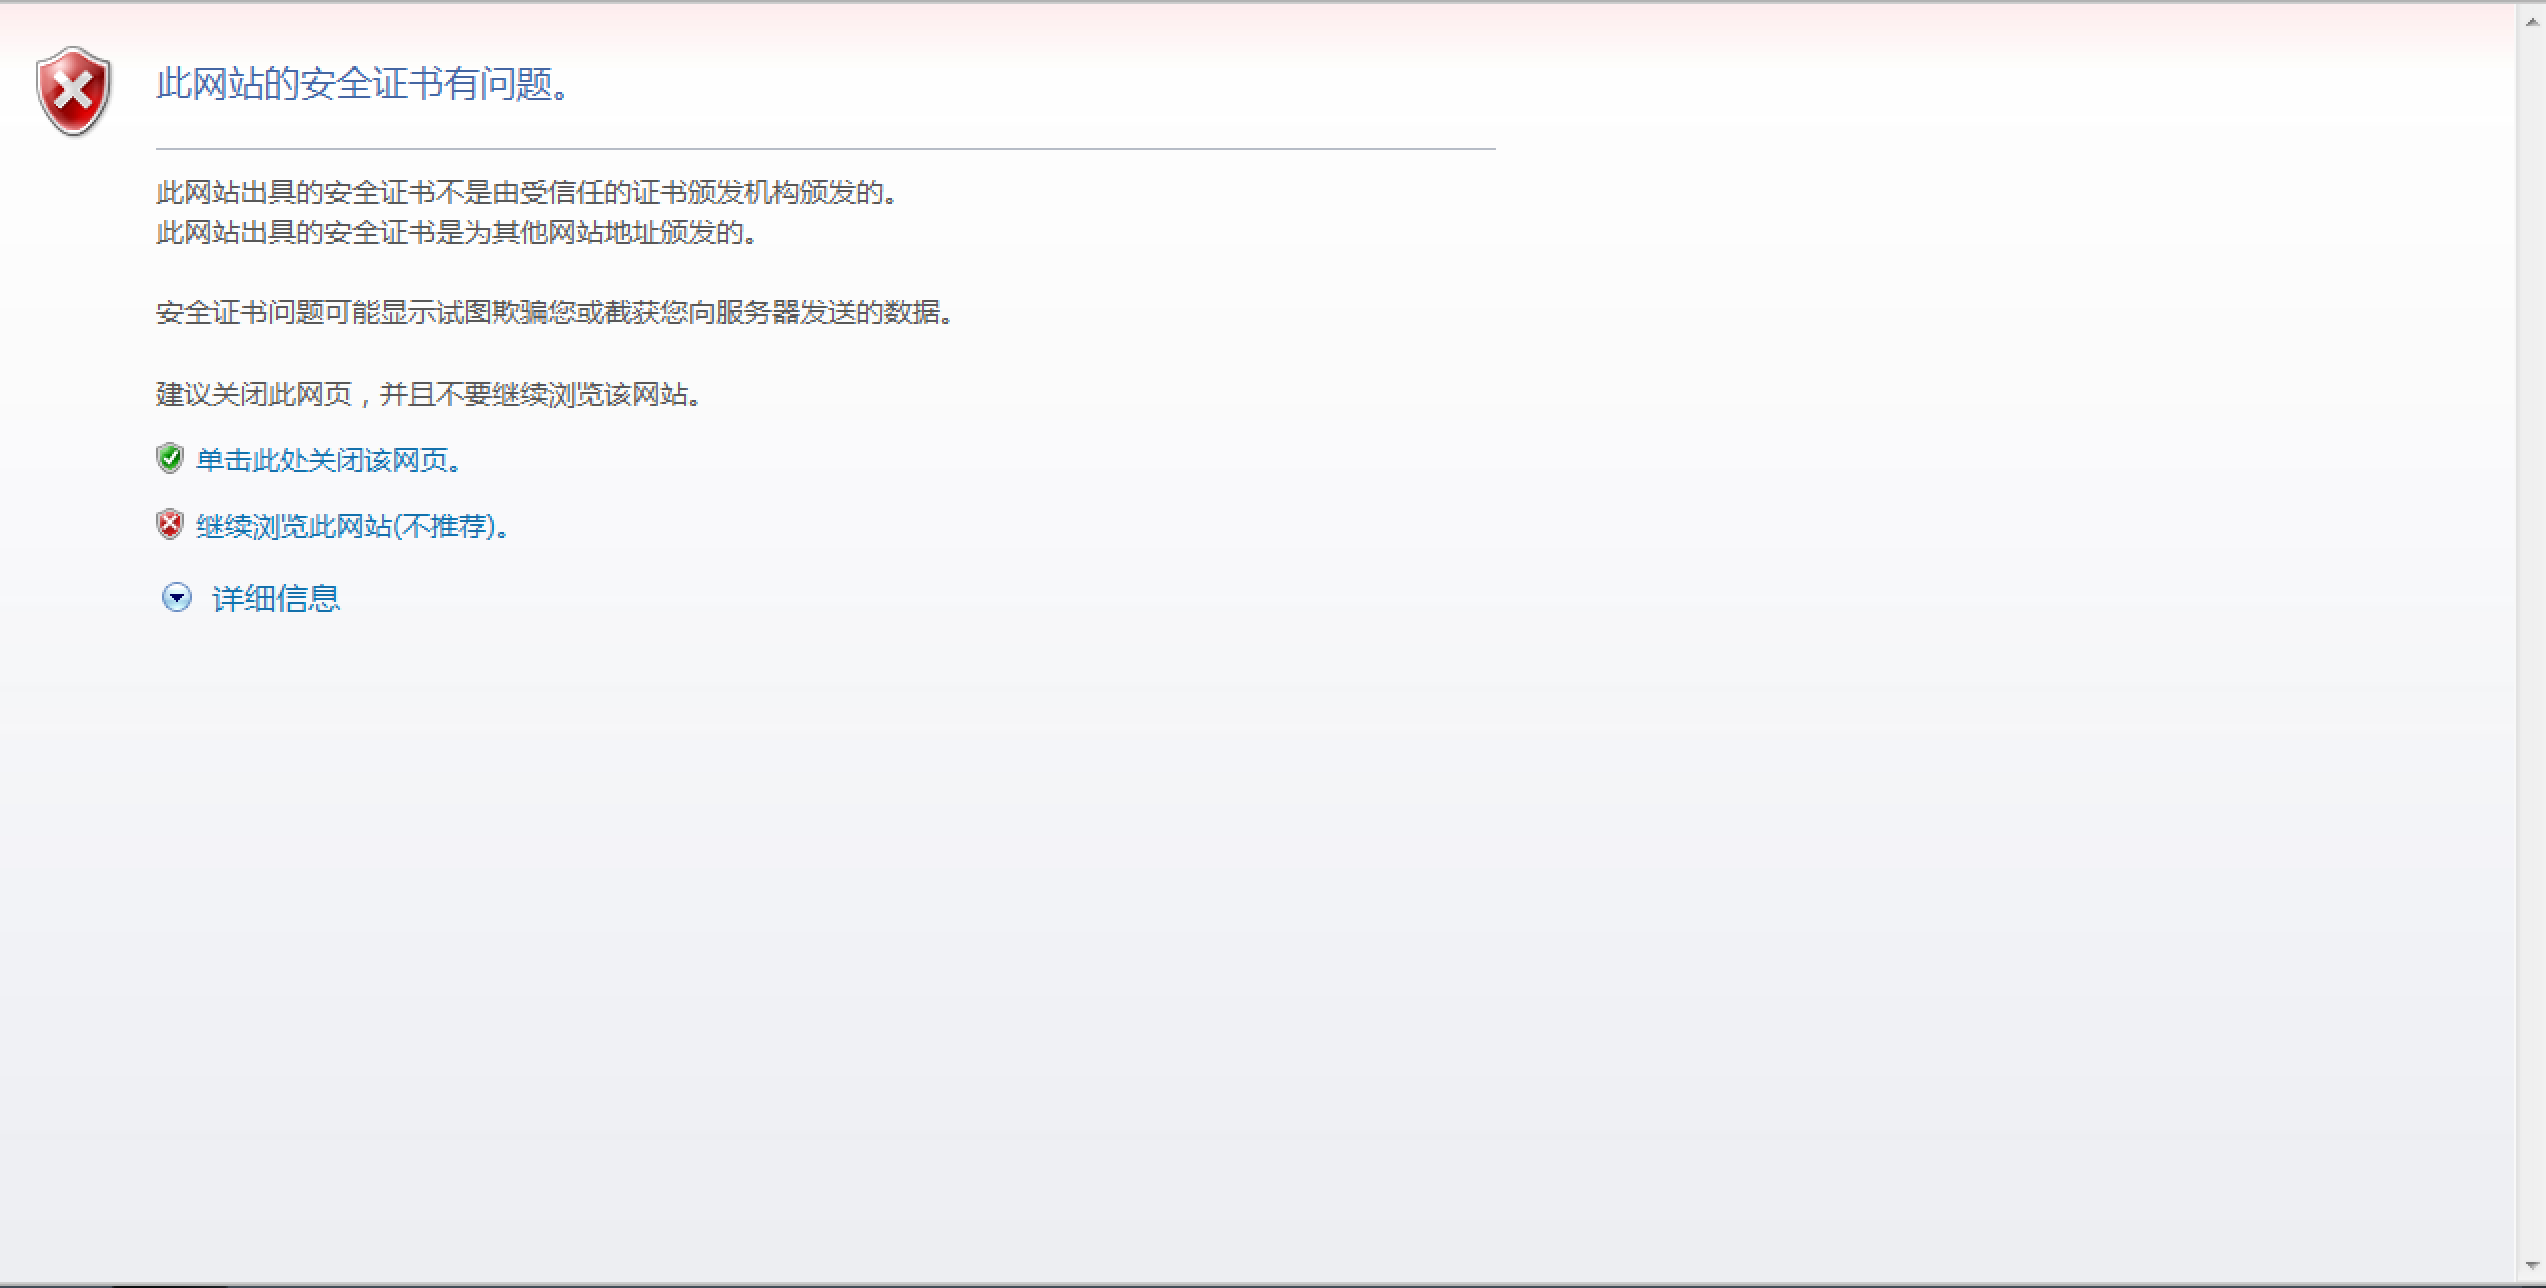 此网站的安全证书有问题。
此网站出具的安全证书不是由受信任的证书颁发机构颁发的。
此网站出具的安全证书是为其他网站地址颁发的。
安全证书问题可能显示试图欺骗您或截获您向服务器发送的数据。
建议关闭此网页，并且不要继续浏览该网站。
单击此处关闭该网页。
继续浏览此网站(不推荐)。
详细信息